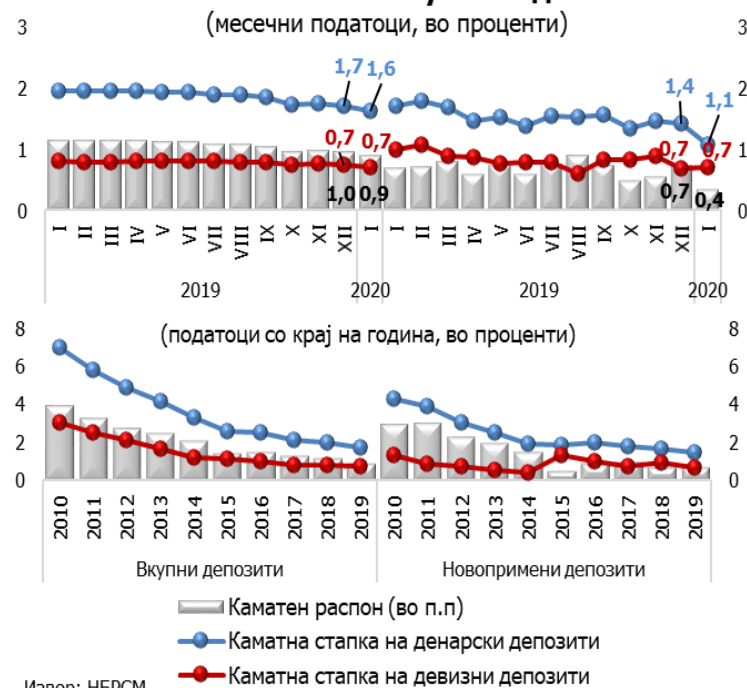 (месечни податоци, во проценти)
3 3
2 2
1 1
0 0
1,7 1,6 1,4 1,1
0,7 0,7 0,7 0,7
1,0 0,9 0,7 0,4
I II III IV V VI VII VIII IX X XI XII I I II III IV V VI VII VIII IX X XI XII I
2019 2020 2019 2020
(податоци со крај на година, во проценти)
8 8
6 6
4 4
2 2
0 0
2010 2011 2012 2013 2014 2015 2016 2017 2018 2019 2010 2011 2012 2013 2014 2015 2016 2017 2018 2019
Вкупни депозити Новопримени депозити
Каматен распон (во п.п)
Каматна стапка на денарски депозити
Каматна стапка на девизни депозити
Извор: НБРСМ